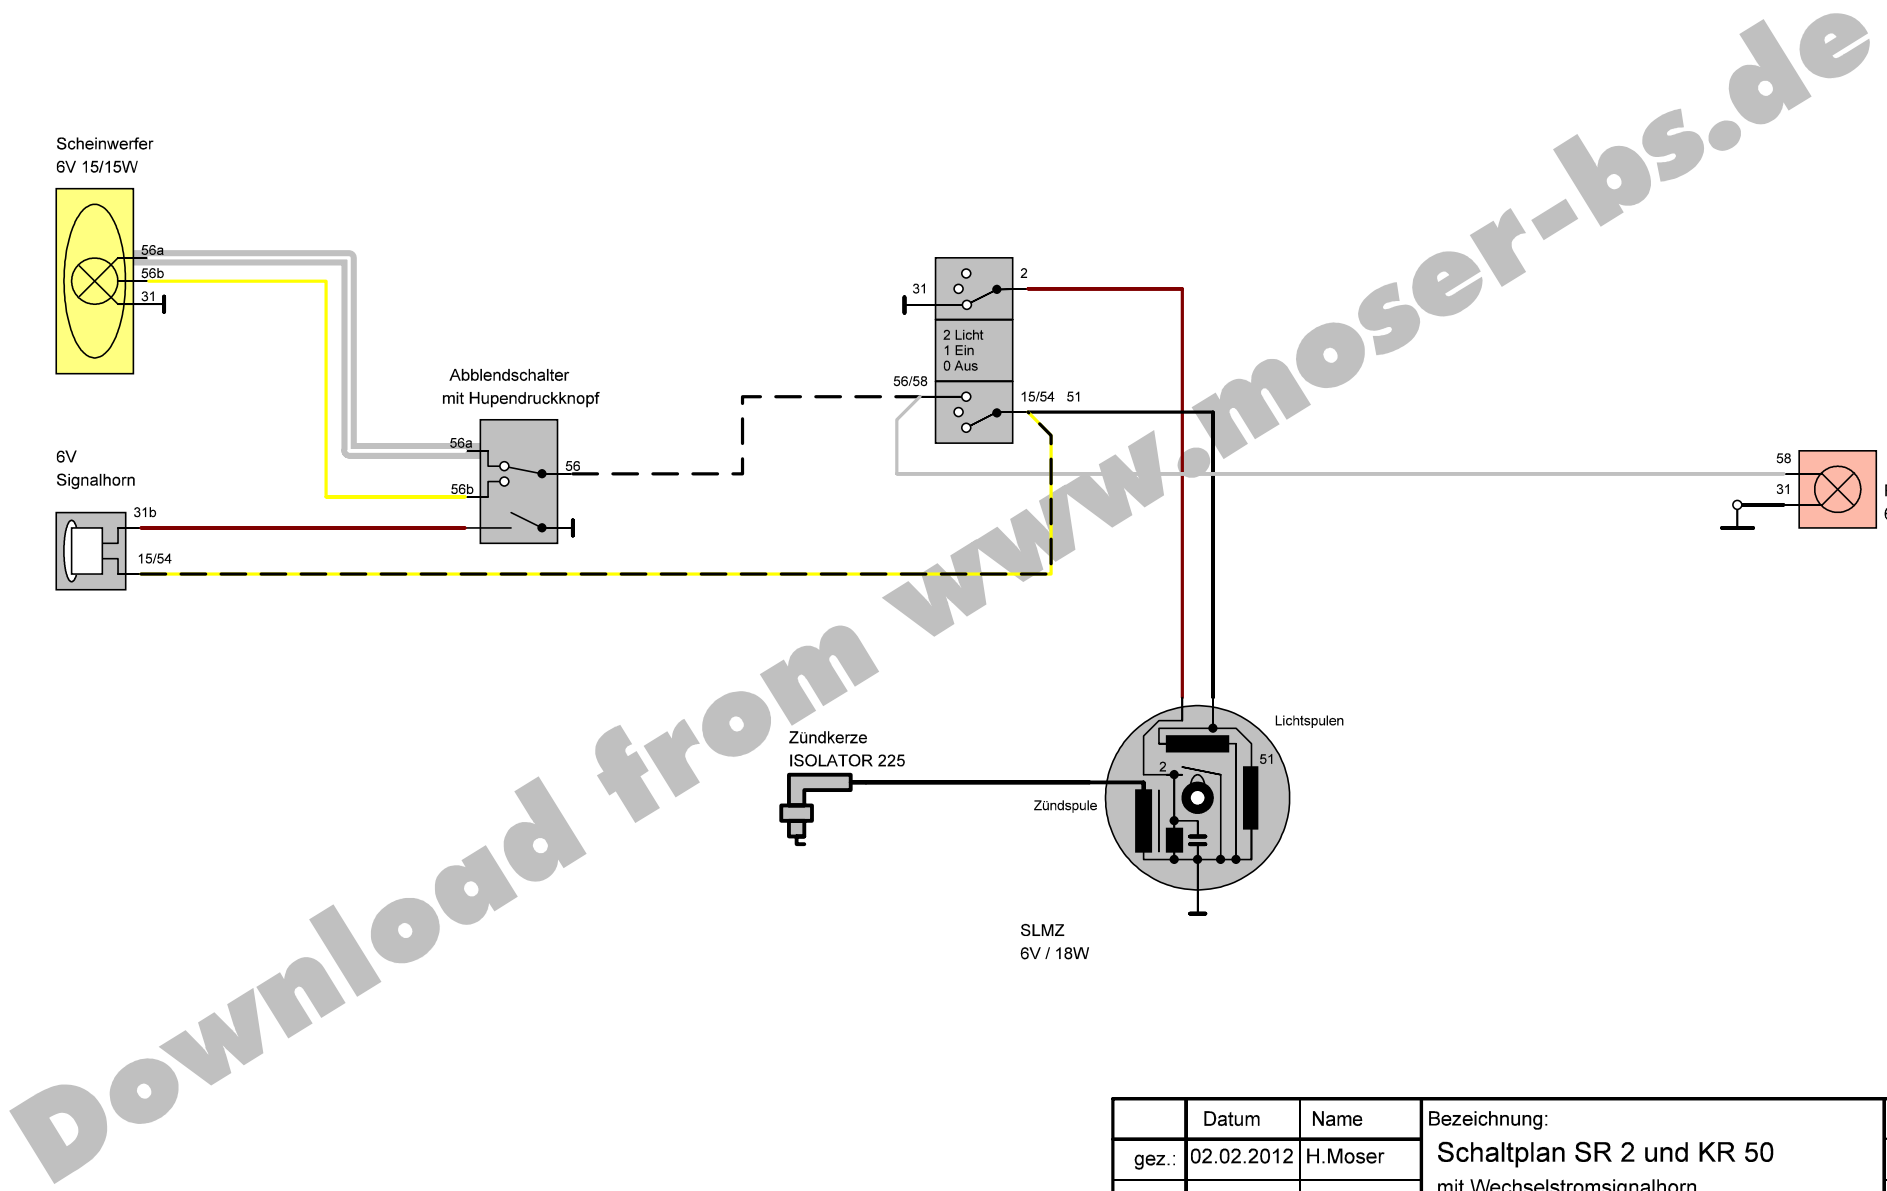 Download from www.moser-bs.de
Scheinwerfer
6V 15/15W
56a
56b
31
Abblendschalter
mit Hupendruckknopf
56a
56b
56
6V
Signalhorn
31b
15/54
31
2
2 Licht
1 Ein
0 Aus
56/58
15/54 51
58
31
Zündkerze
ISOLATOR 225
Lichtspulen
2
51
Zündspule
SLMZ
6V / 18W
Datum Name Bezeichnung:
gez.: 02.02.2012 H.Moser Schaltplan SR 2 und KR 50
mit Wechselstromsignalhorn